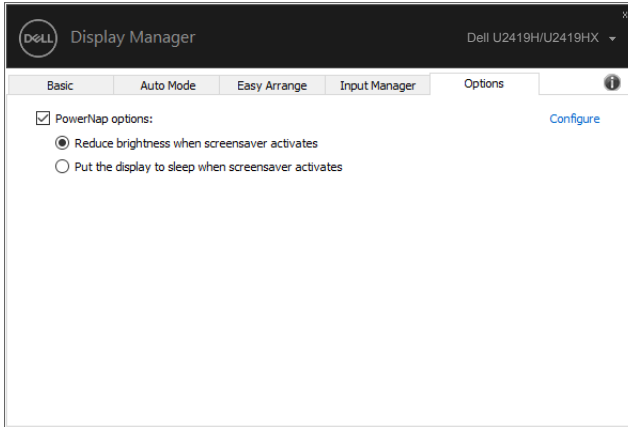 x
DELL Display Manager Dell U2419H/U2419HX
Basic Auto Mode Easy Arrange Input Manager Options i
PowerNap options: Configure
Reduce brightness when screensaver activates
Put the display to sleep when screensaver activates